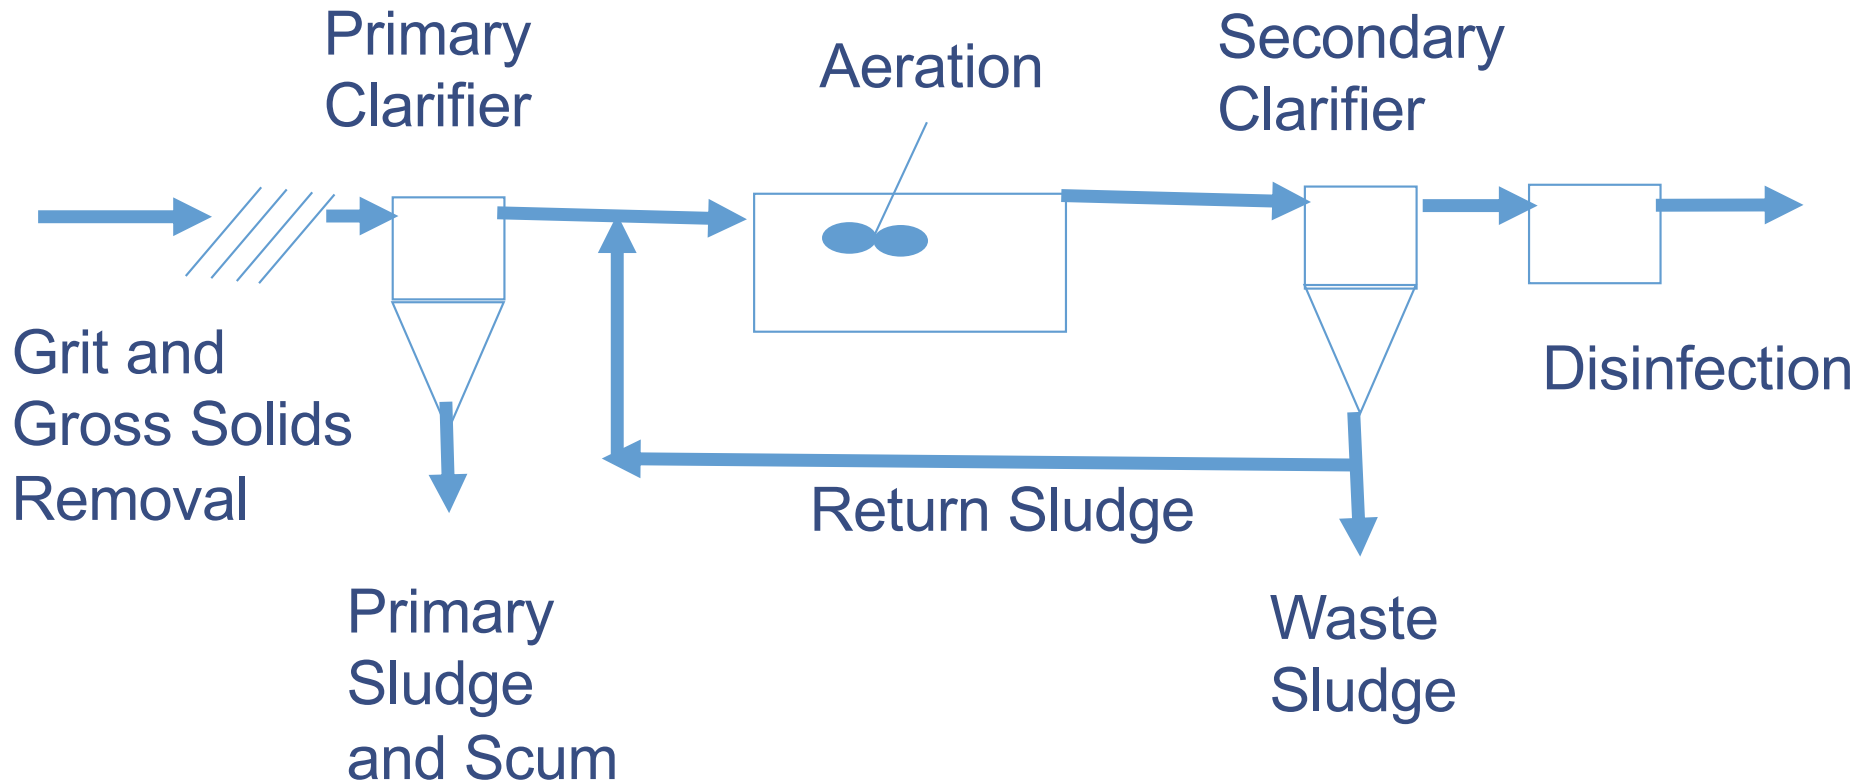 Primary
Clarifier
Aeration
Secondary
Clarifier
Grit and
Gross Solids
Removal
Disinfection
Return Sludge
Primary
Sludge
and Scum
Waste
Sludge